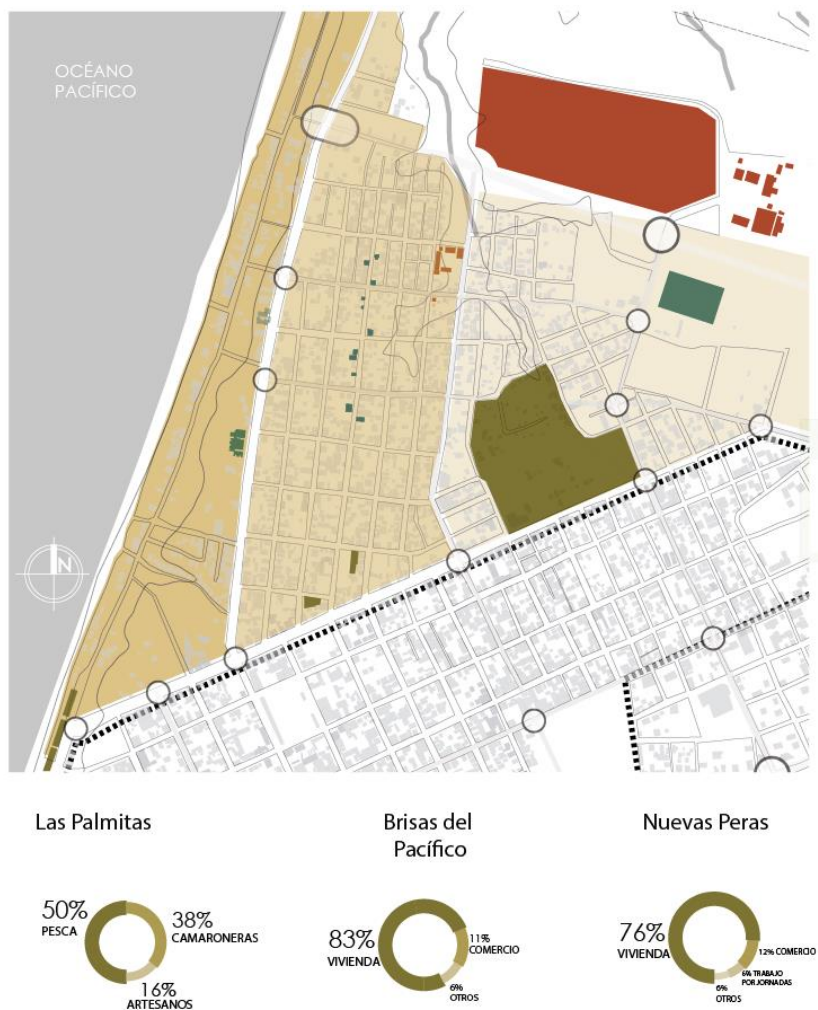 OCÉANO
PACÍFICO
N
Las Palmitas
50%
PESCA
38%
CAMARONERAS
16%
ARTESANOS
Brisas del
Pacífico
83%
VIVIENDA
11%
COMERCIO
6%
OTROS
Nuevas Peras
76%
VIVIENDA
12% COMERCIO
6% TRABAJO
POR JORNADAS
6%
OTROS